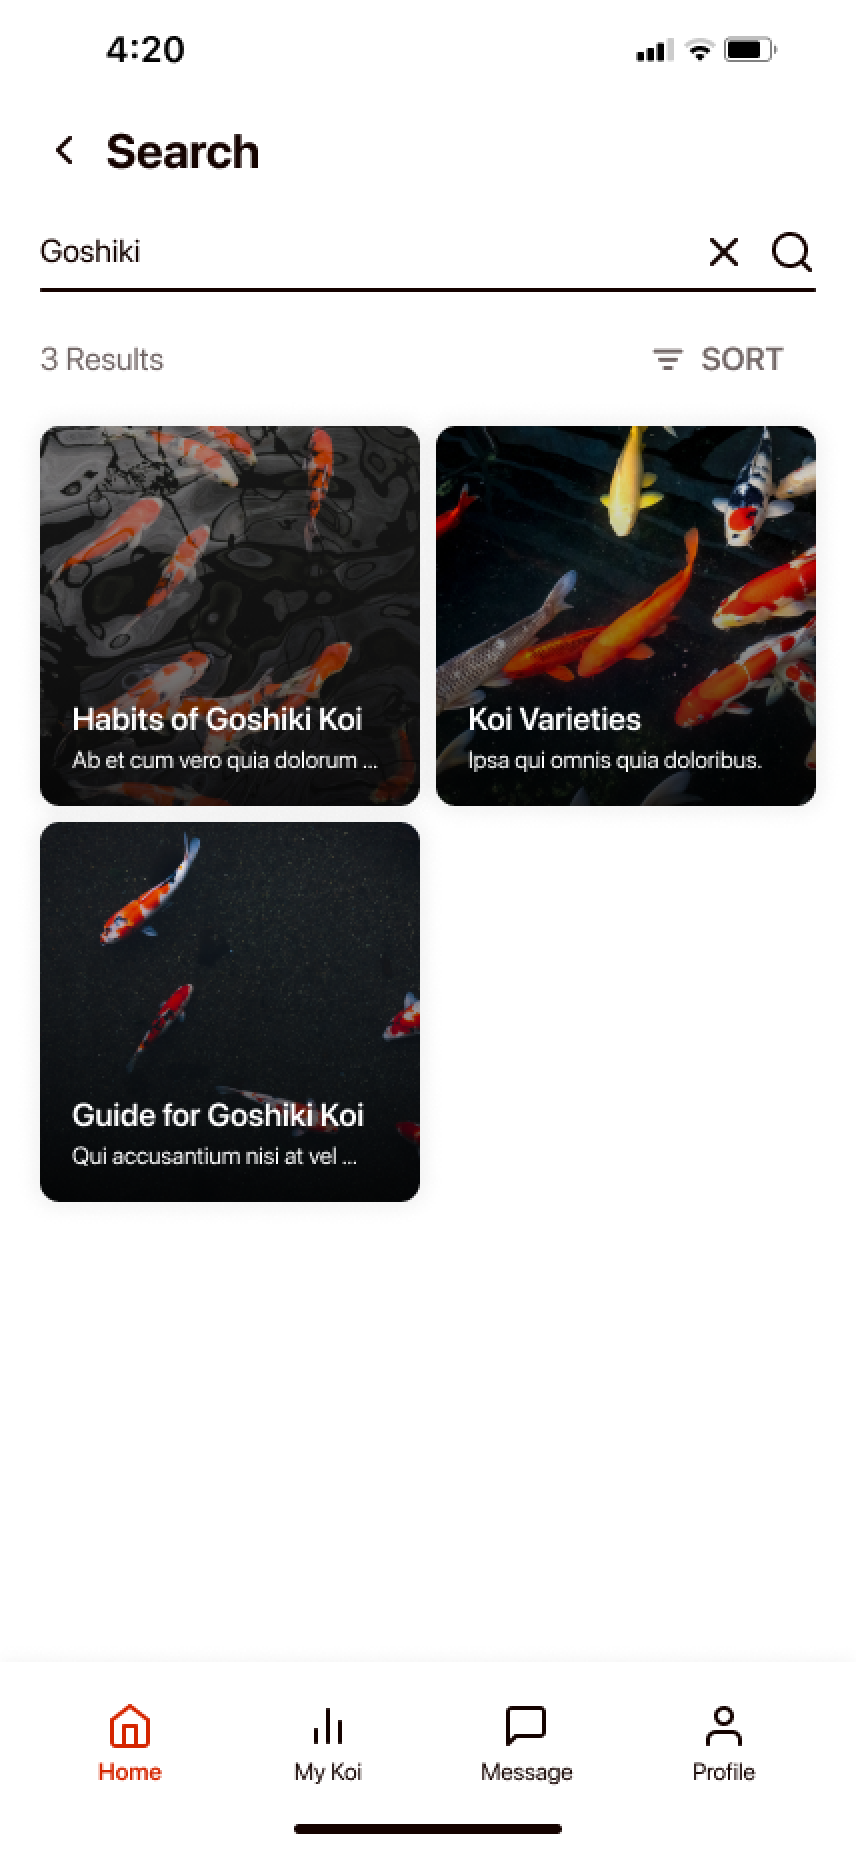 4:20
Search
Goshiki
3 Results
SORT
Habits of Goshiki Koi
Ab et cum vero quia dolorum ...
Koi Varieties
Ipsa qui omnis quia doloribus.
Guide for Goshiki Koi
Qui accusantium nisi at vel ...
Home
My Koi
Message
Profile